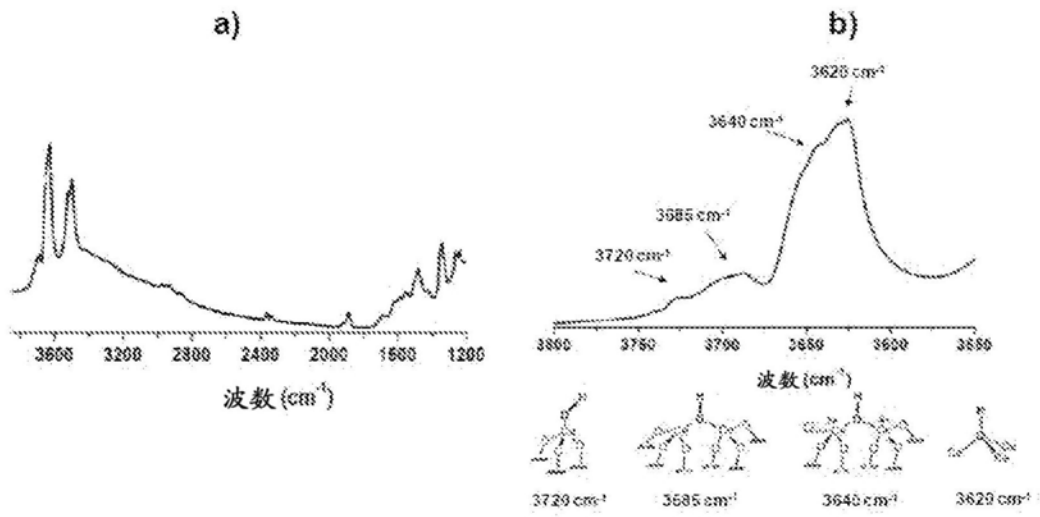 a)
3600 3200 2800 2400 2000 1600 1200
波数 (cm-1)
b)
3620 cm-1
3640 cm-1
3685 cm-1
3720 cm-1
3800 3750 3700 3650 3600 3550
波数 (cm-1)
3720 cm-1 3685 cm-1 3640 cm-1 3620 cm-1